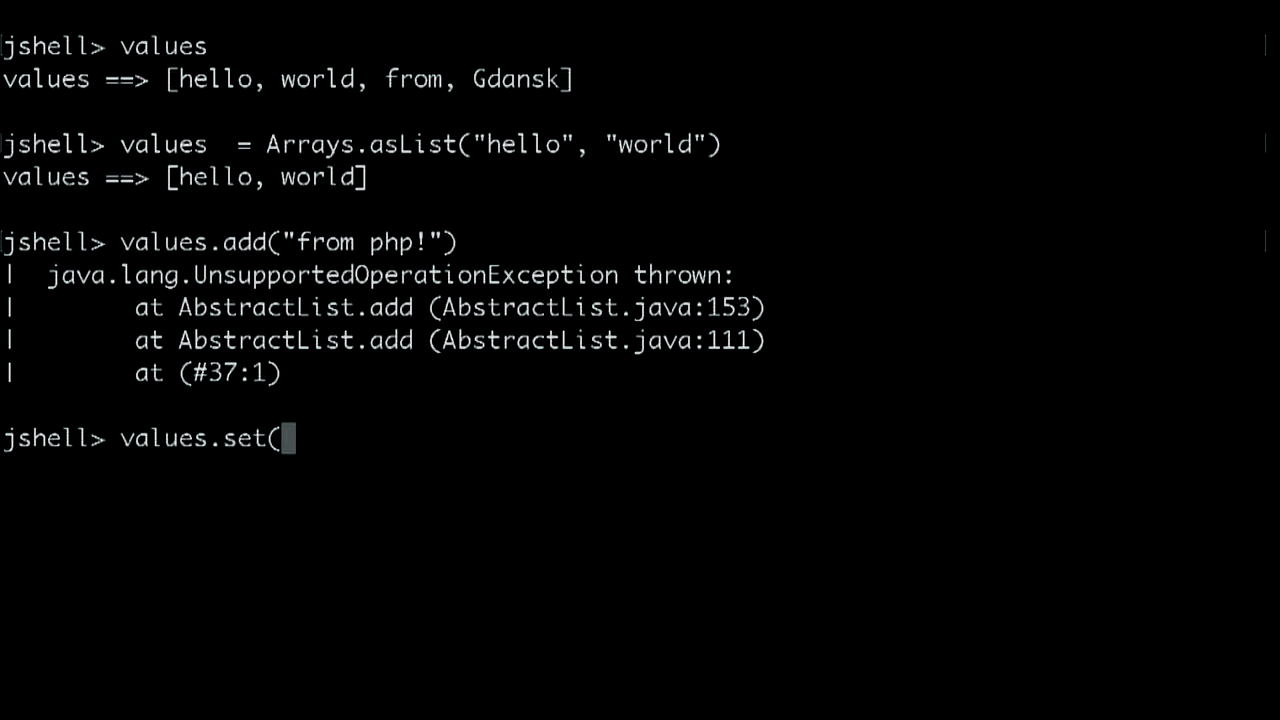 jshell> values
values ==> [hello, world, from, Gdansk]
jshell> values  = Arrays.asList("hello", "world")
values ==> [hello, world]
jshell> values.add("from php!")
|  java.lang.UnsupportedOperationException thrown:
|        at AbstractList.add (AbstractList.java:153)
|        at AbstractList.add (AbstractList.java:111)
|        at (#37:1)
jshell> values.set(